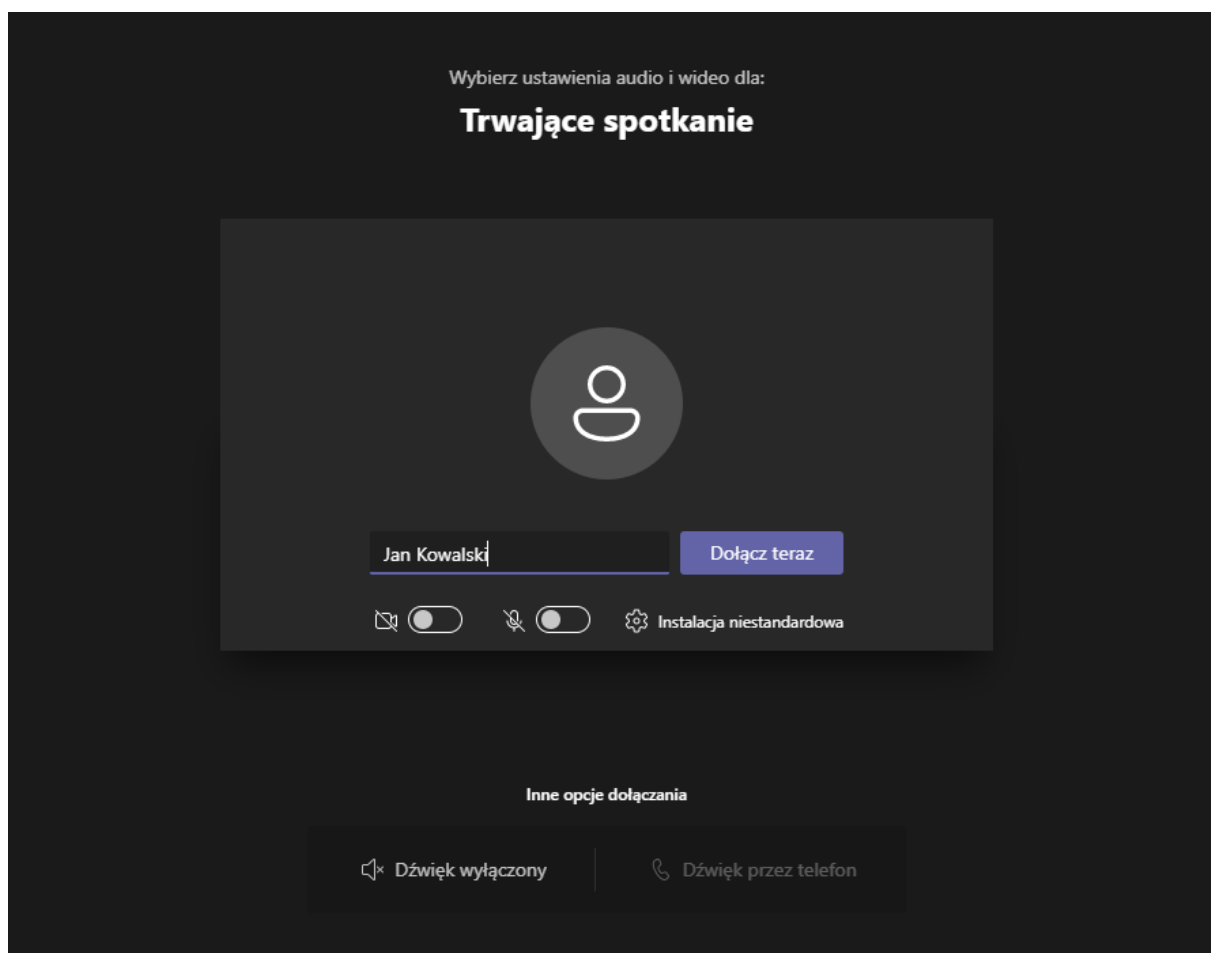 Wybierz ustawienia audio i wideo dla:
Trwające spotkanie
Jan Kowalski
Dołącz teraz
Instalacja niestandardowa
Inne opcje dołączania
Dźwięk wyłączony
Dźwięk przez telefon